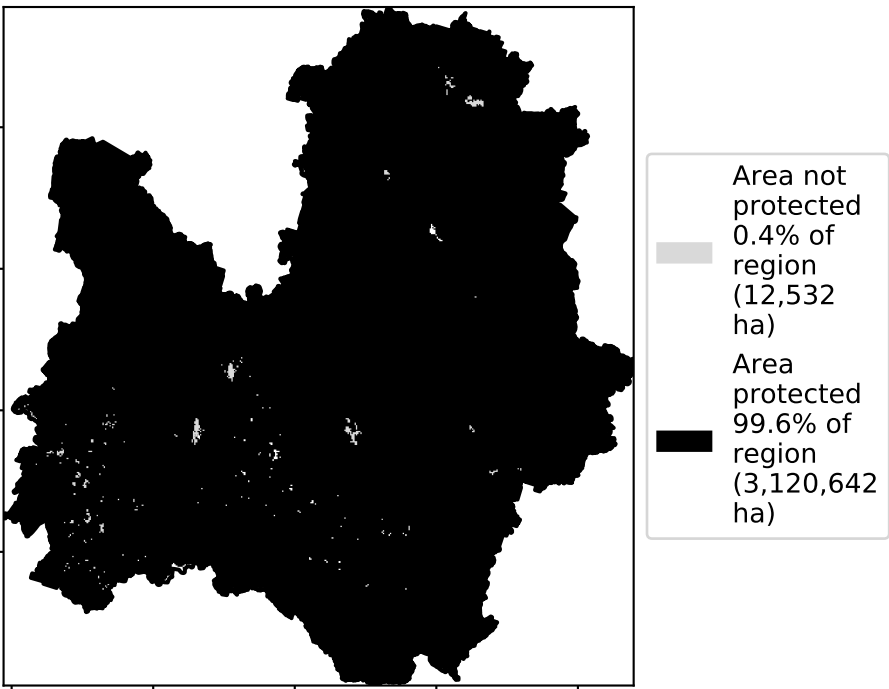 Area not
protected
0.4% of
region
(12,532
ha)
Area
protected
99.6% of
region
(3,120,642
ha)